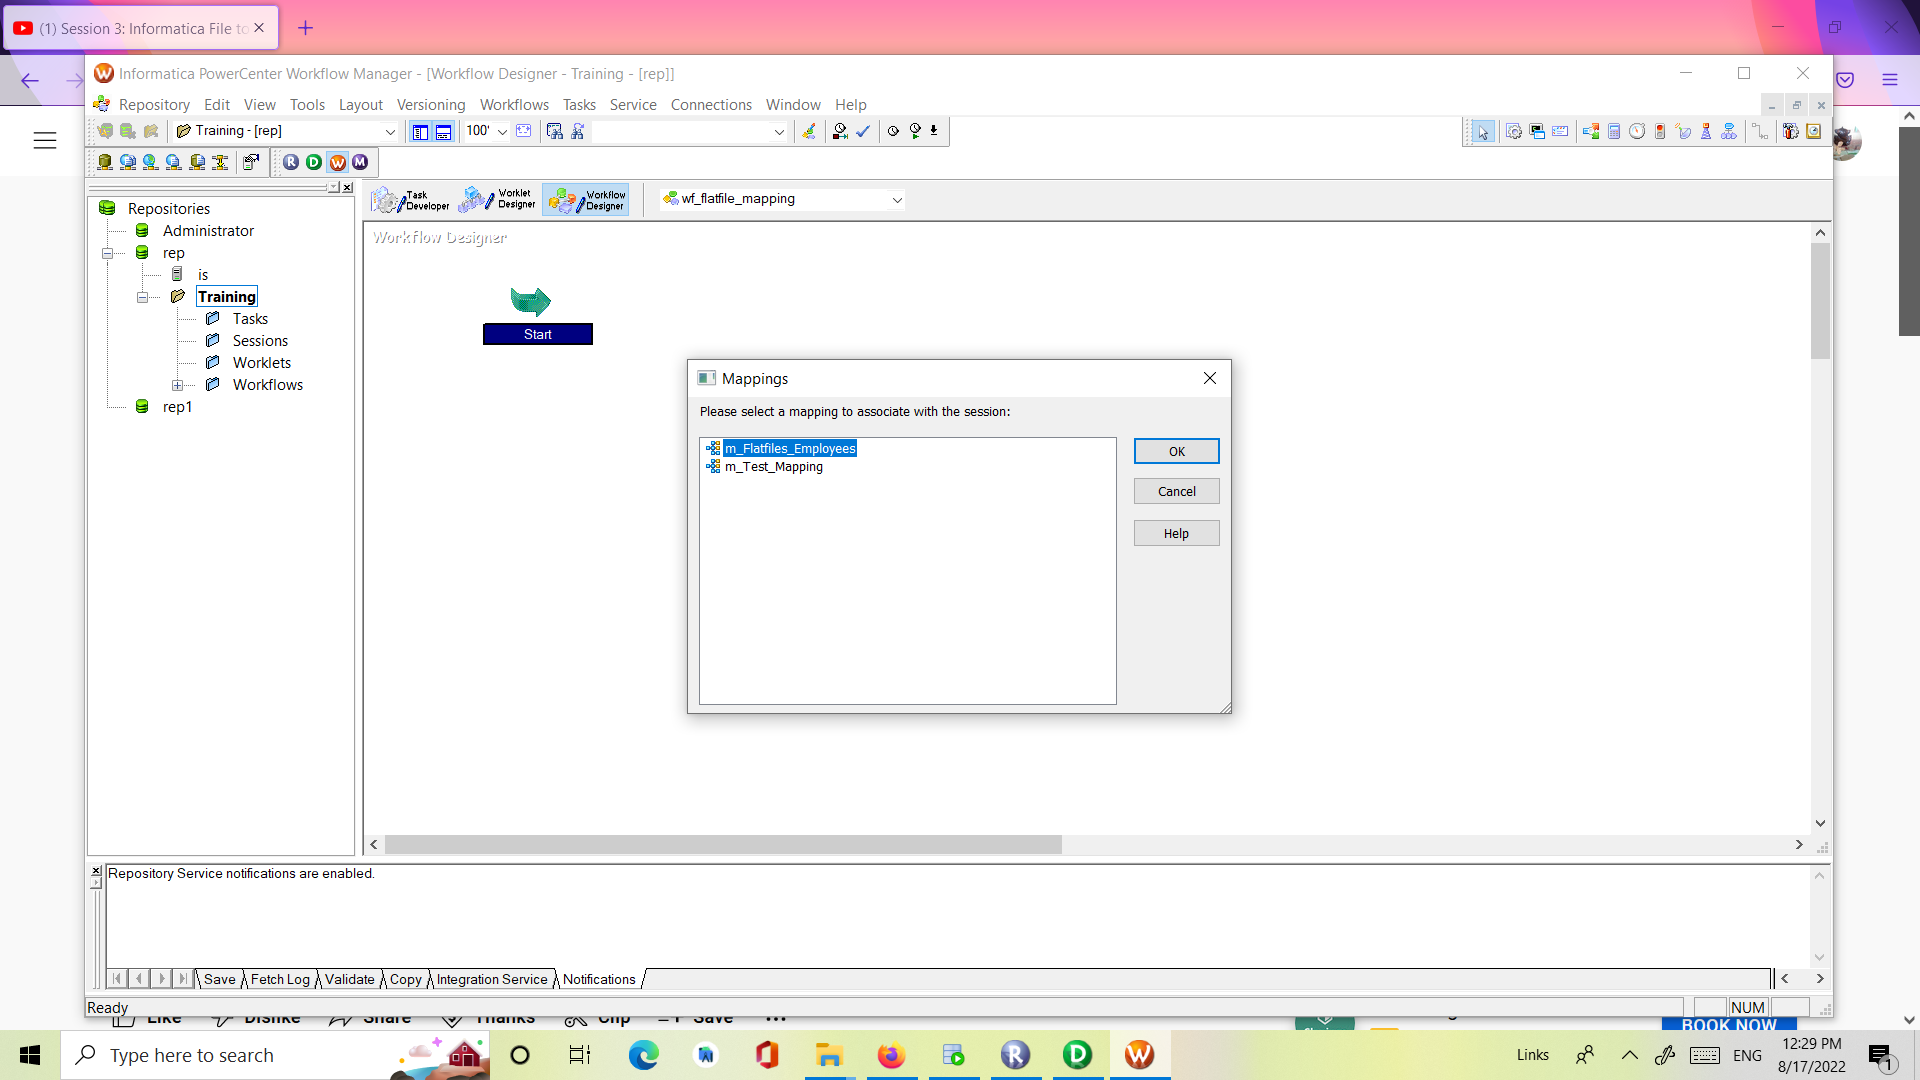 (1) Session 3: Informatica File to
Informatica PowerCenter Workflow Manager - [Workflow Designer - Training - [rep]]
Repository Edit View Tools Layout Versioning Workflows Tasks Service Connections Window Help
Training - [rep]
100'
R D W M
Task Developer
Worklet Designer
Workflow Designer
wf_flatfile_mapping
Repositories
Administrator
rep
is
Training
Tasks
Sessions
Worklets
Workflows
rep1
Workflow Designer
Start
Mappings
Please select a mapping to associate with the session:
m_Flatfiles_Employees
m_Test_Mapping
OK
Cancel
Help
Repository Service notifications are enabled.
Save Fetch Log Validate Copy Integration Service Notifications
Ready
NUM
Like Dislike Share Thanks Clip Save
BOOK NOW
Type here to search
R D W
Links
ENG
12:29 PM
8/17/2022
1